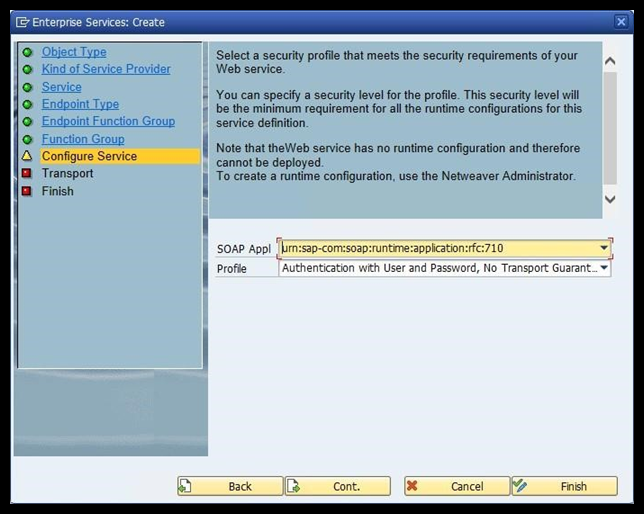 Enterprise Services: Create
Object Type
Kind of Service Provider
Service
Endpoint Type
Endpoint Function Group
Function Group
Configure Service
Transport
Finish
Select a security profile that meets the security requirements of your
Web service.
You can specify a security level for the profile. This security level will
be the minimum requirement for all the runtime configurations for this
service definition.
Note that theWeb service has no runtime configuration and therefore
cannot be deployed.
To create a runtime configuration, use the Netweaver Administrator.
SOAP Appl urn:sap-com:soap:runtime:application:rfc:710
Profile Authentication with User and Password, No Transport Guarant...
Back Cont. Cancel Finish